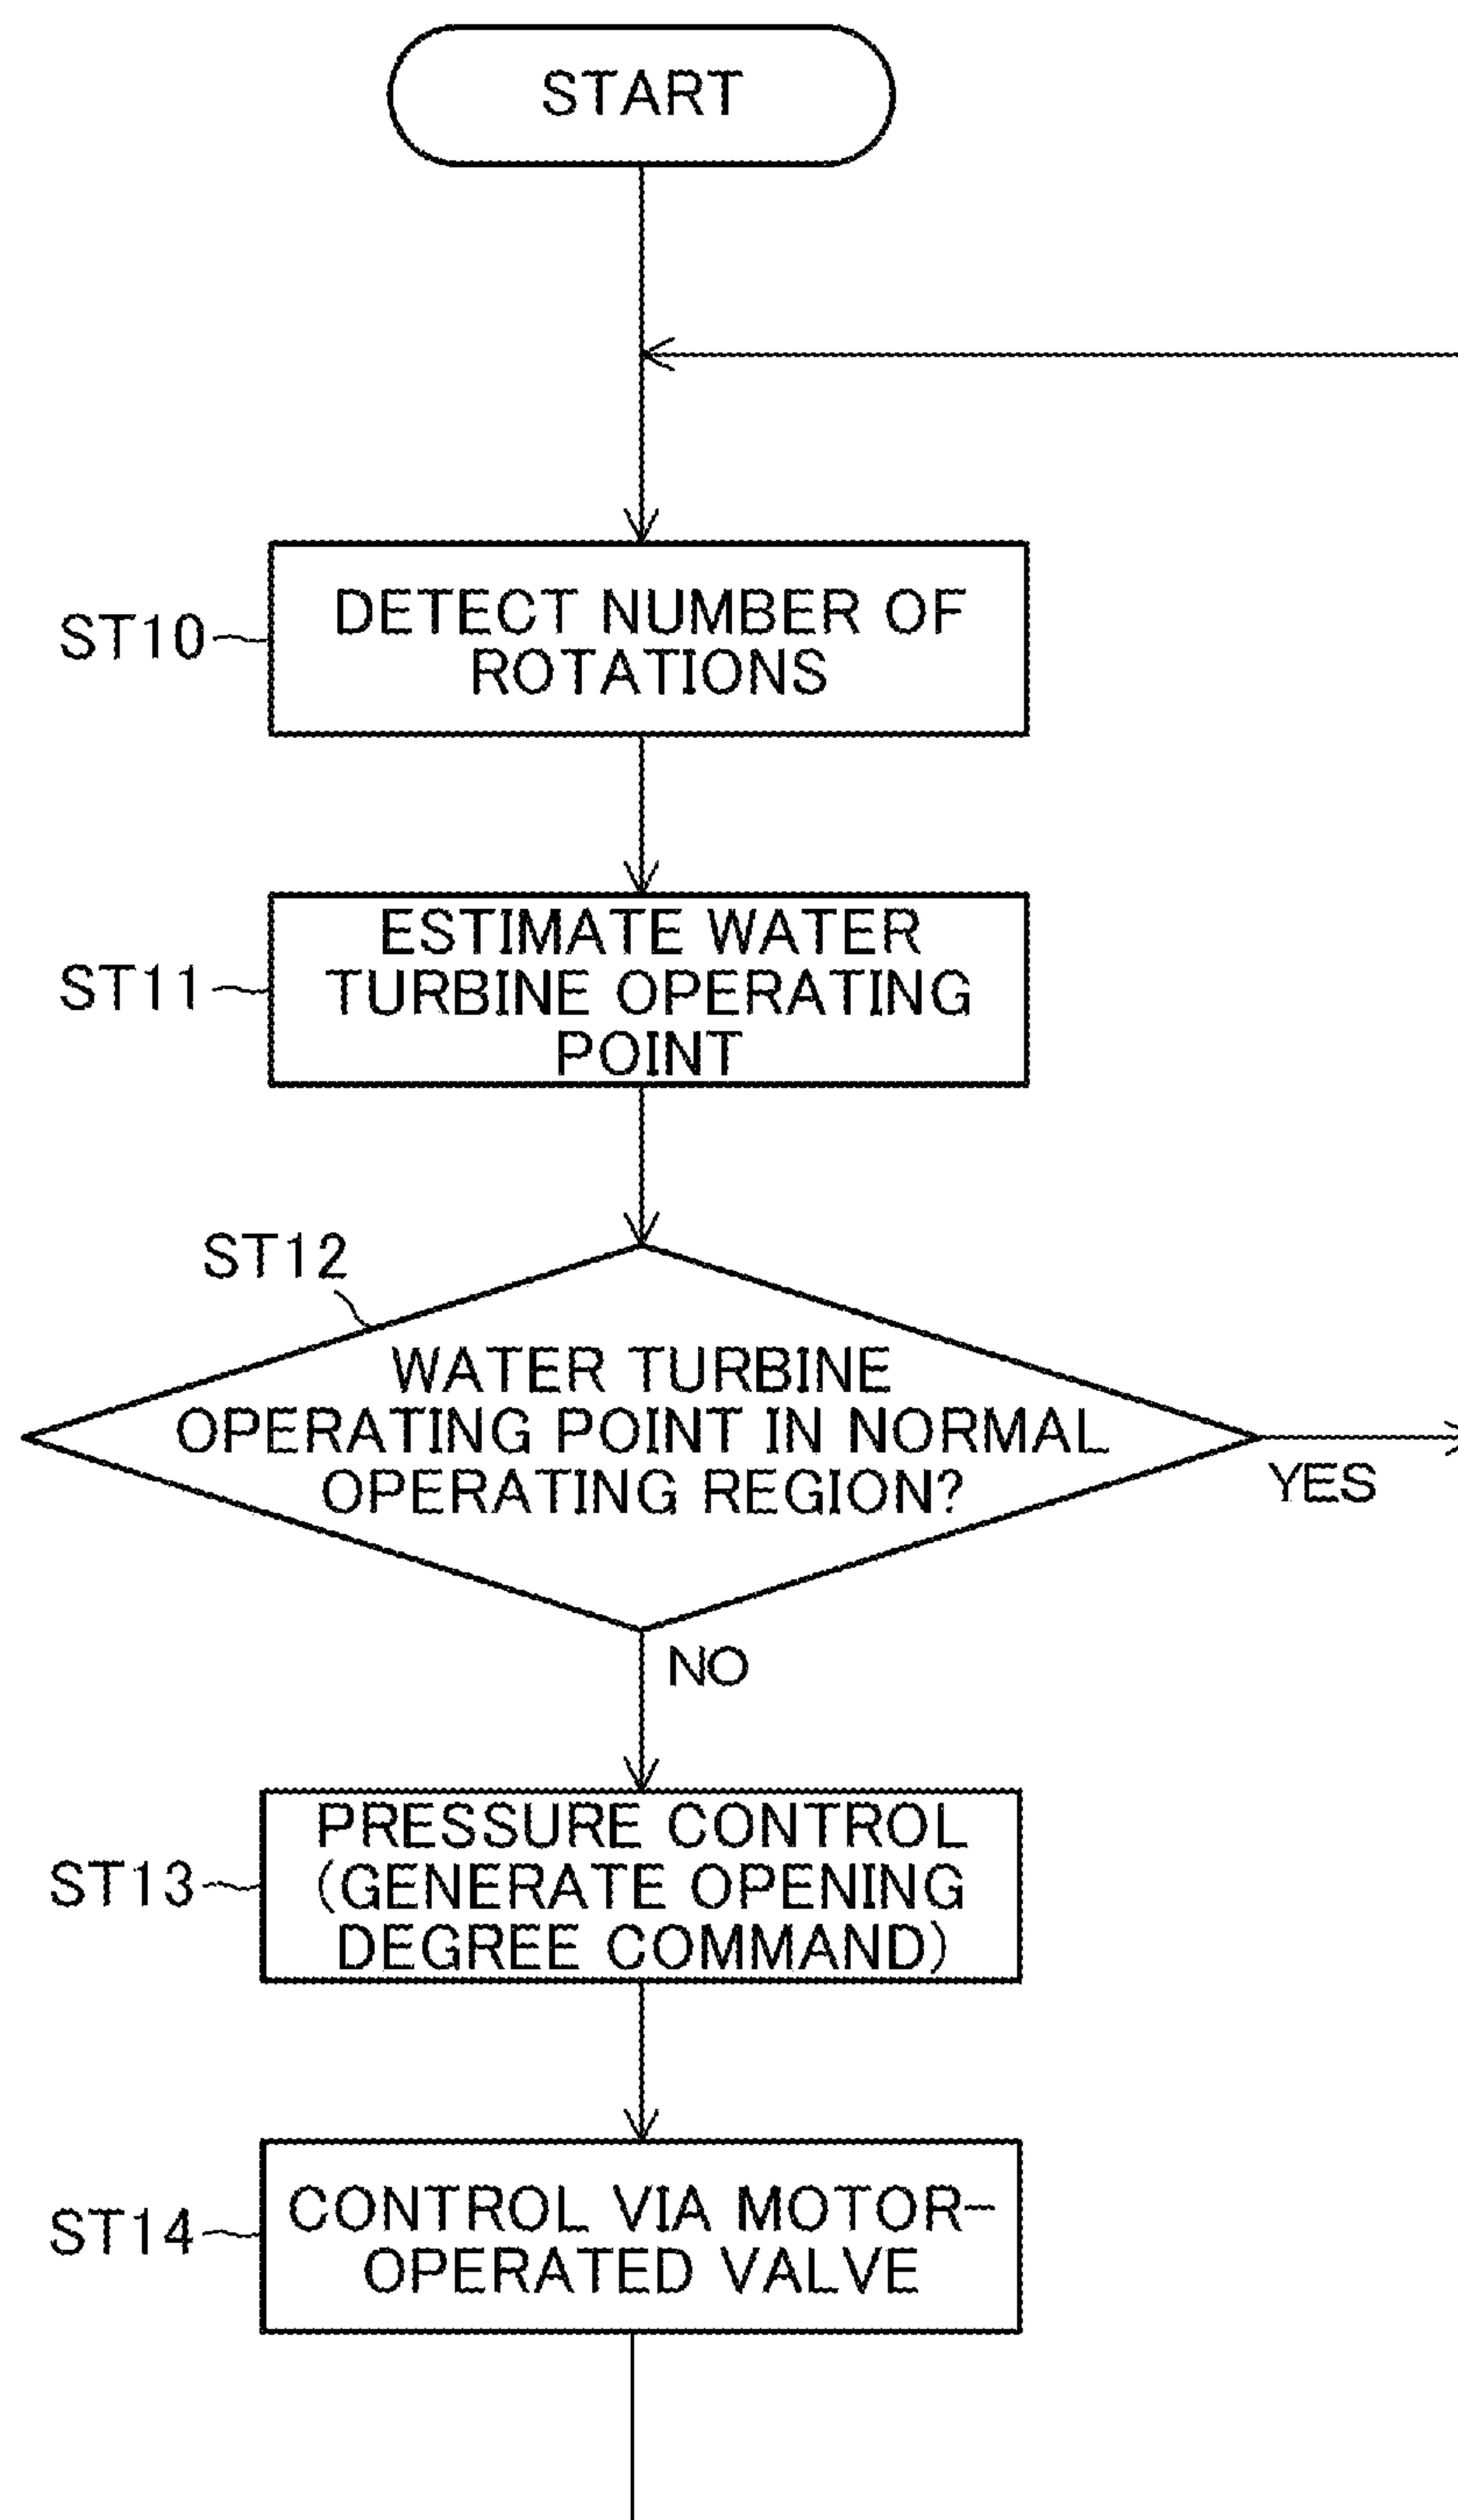 START
ST10
DETECT NUMBER OF
ROTATIONS
ST11
ESTIMATE WATER
TURBINE OPERATING
POINT
ST12
WATER TURBINE
OPERATING POINT IN NORMAL
OPERATING REGION?
YES
NO
ST13
PRESSURE CONTROL
(GENERATE OPENING
DEGREE COMMAND)
ST14
CONTROL VIA MOTOR-
OPERATED VALVE